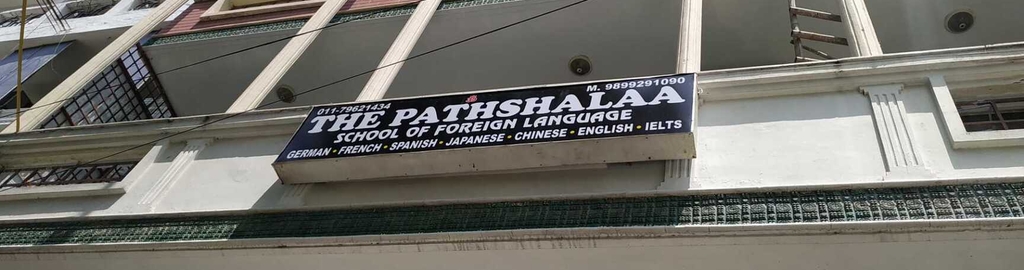 011-79621434 M. 9899291090
THE PATHSHALAA
SCHOOL OF FOREIGN LANGUAGE
GERMAN • FRENCH • SPANISH • JAPANESE • CHINESE • ENGLISH • IELTS